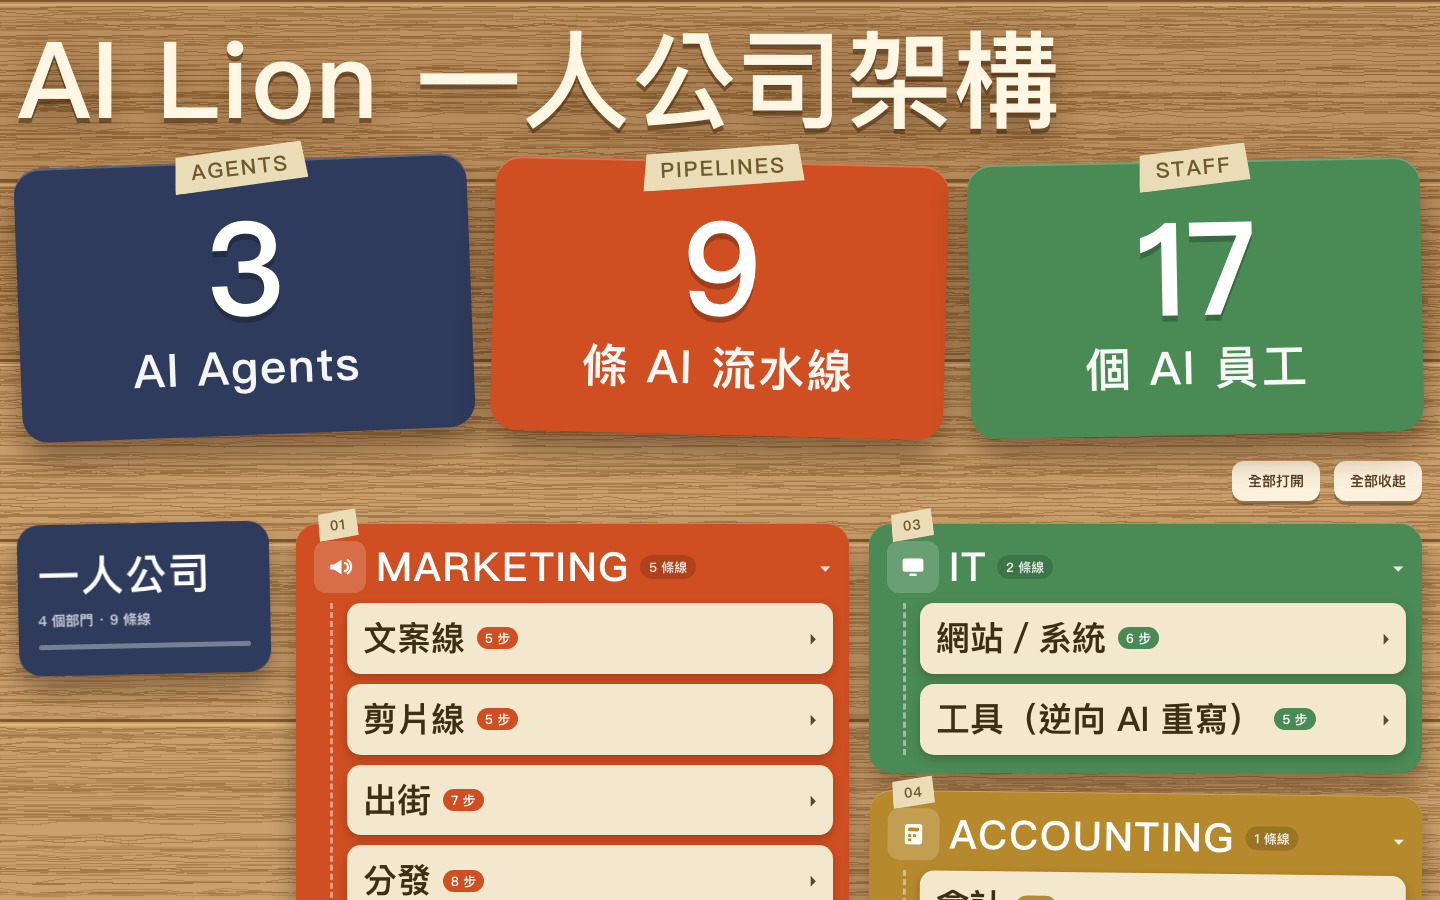 AI Lion 一人公司架構
AGENTS
3
AI Agents
PIPELINES
9
條 AI 流水線
STAFF
17
個 AI 員工
全部打開
全部收起
一人公司
4 個部門 · 9 條線
01
MARKETING 5 條線
文案線 5 步
剪片線 5 步
出街 7 步
分發 8 步
03
IT 2 條線
網站 / 系統 6 步
工具（逆向 AI 重寫） 5 步
04
ACCOUNTING 1 條線
會計